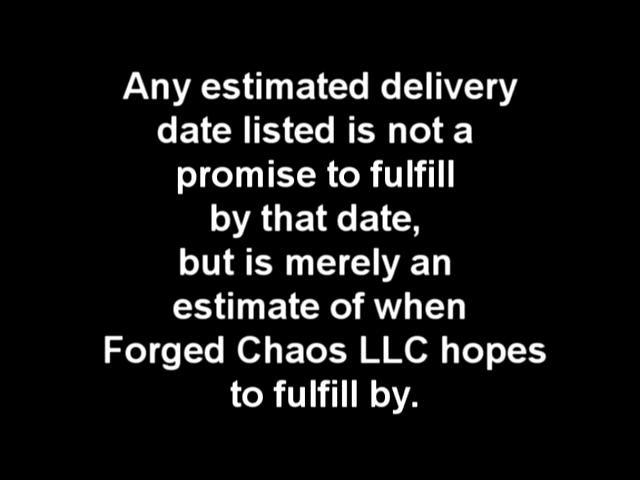 Any estimated delivery
date listed is not a
promise to fulfill
by that date,
but is merely an
estimate of when
Forged Chaos LLC hopes
to fulfill by.